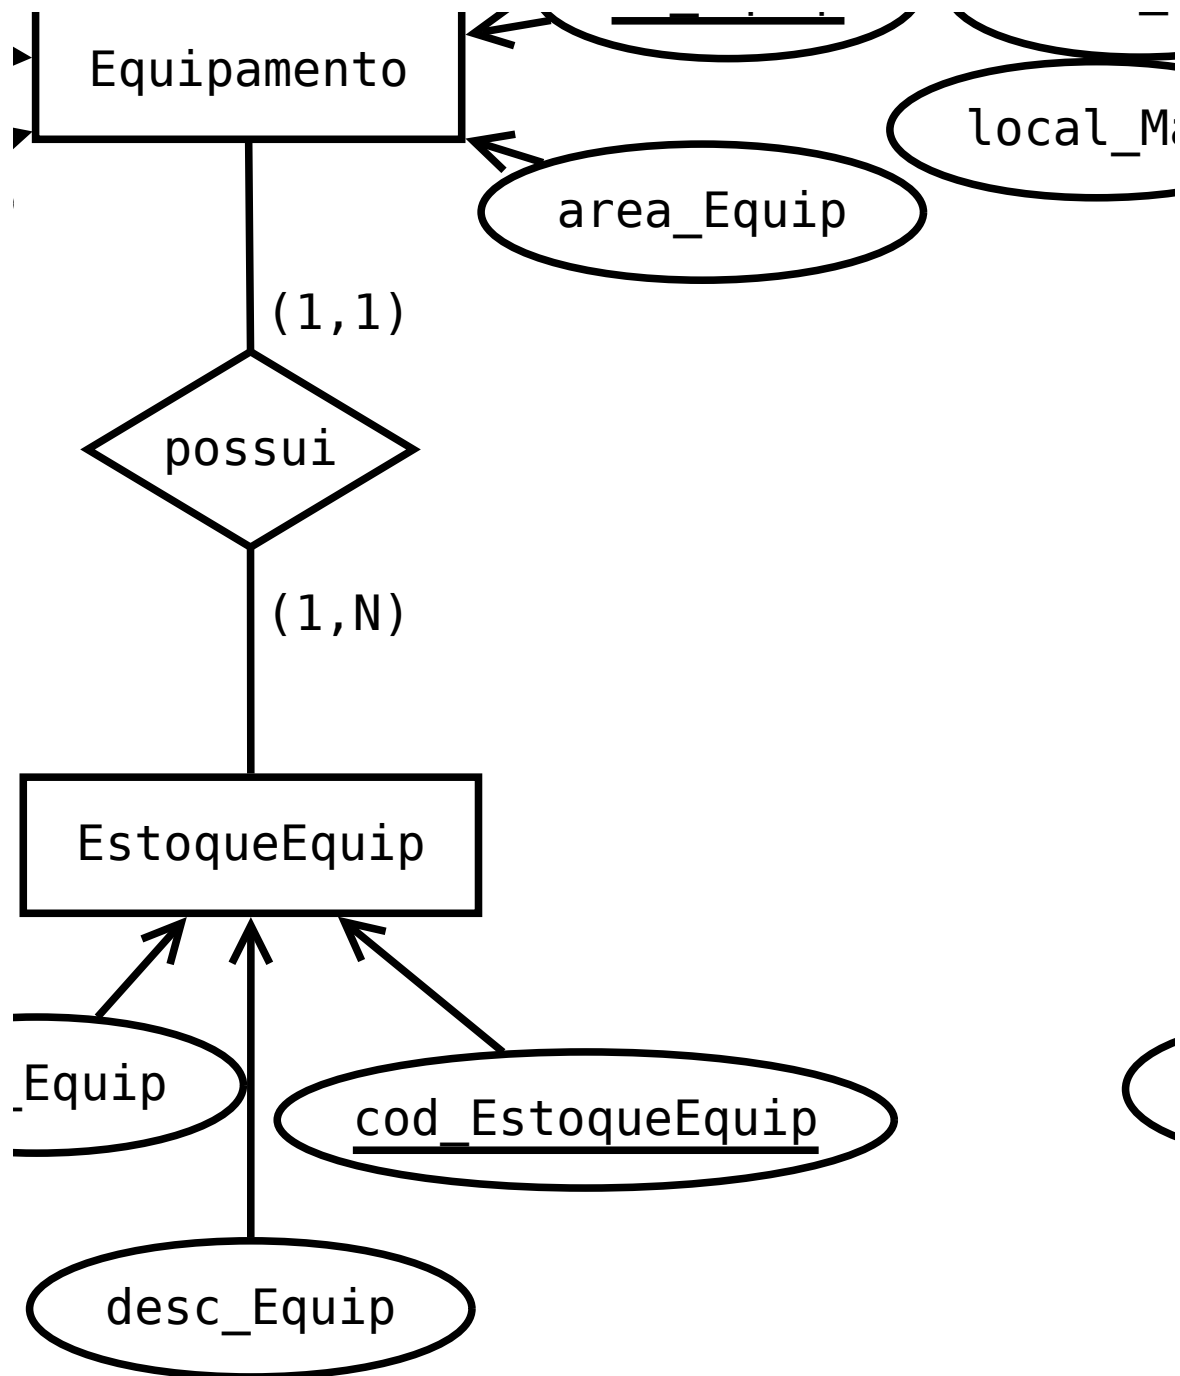 Equipamento
local_Ma
area_Equip
(1,1)
possui
(1,N)
EstoqueEquip
_Equip
cod_EstoqueEquip
desc_Equip